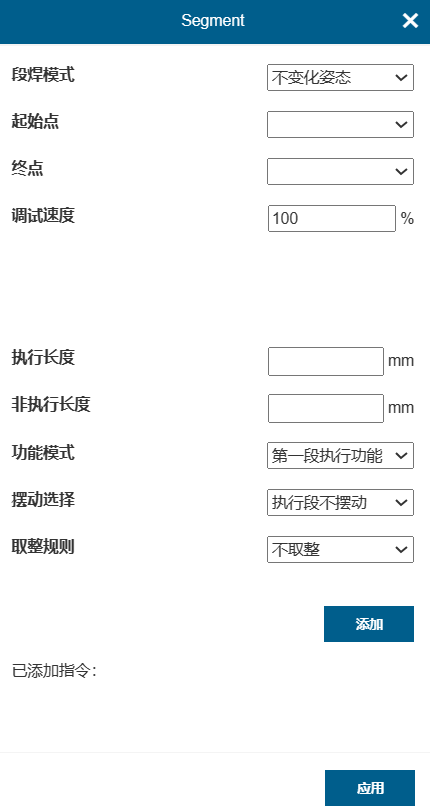 Segment
段焊模式 不变化姿态
起始点
终点
调试速度 100 %
执行长度 mm
非执行长度 mm
功能模式 第一段执行功能
摆动选择 执行段不摆动
取整规则 不取整
添加
已添加指令：
应用